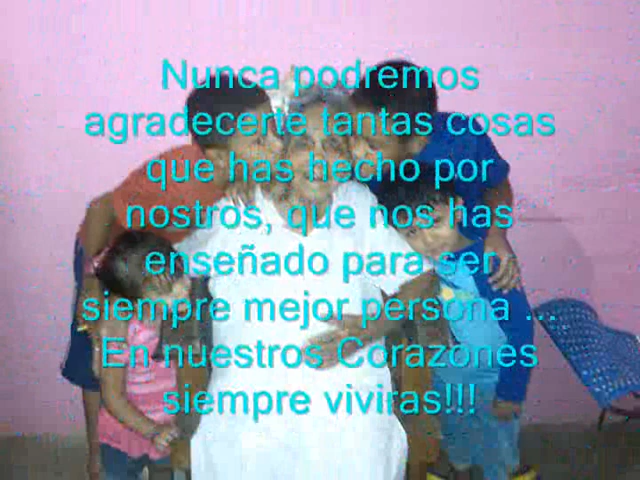 Nunca podremos
agradecerte tantas cosas
que has hecho por
nostros, que nos has
enseñado para ser
siempre mejor persona ...
En nuestros Corazones
siempre viviras!!!